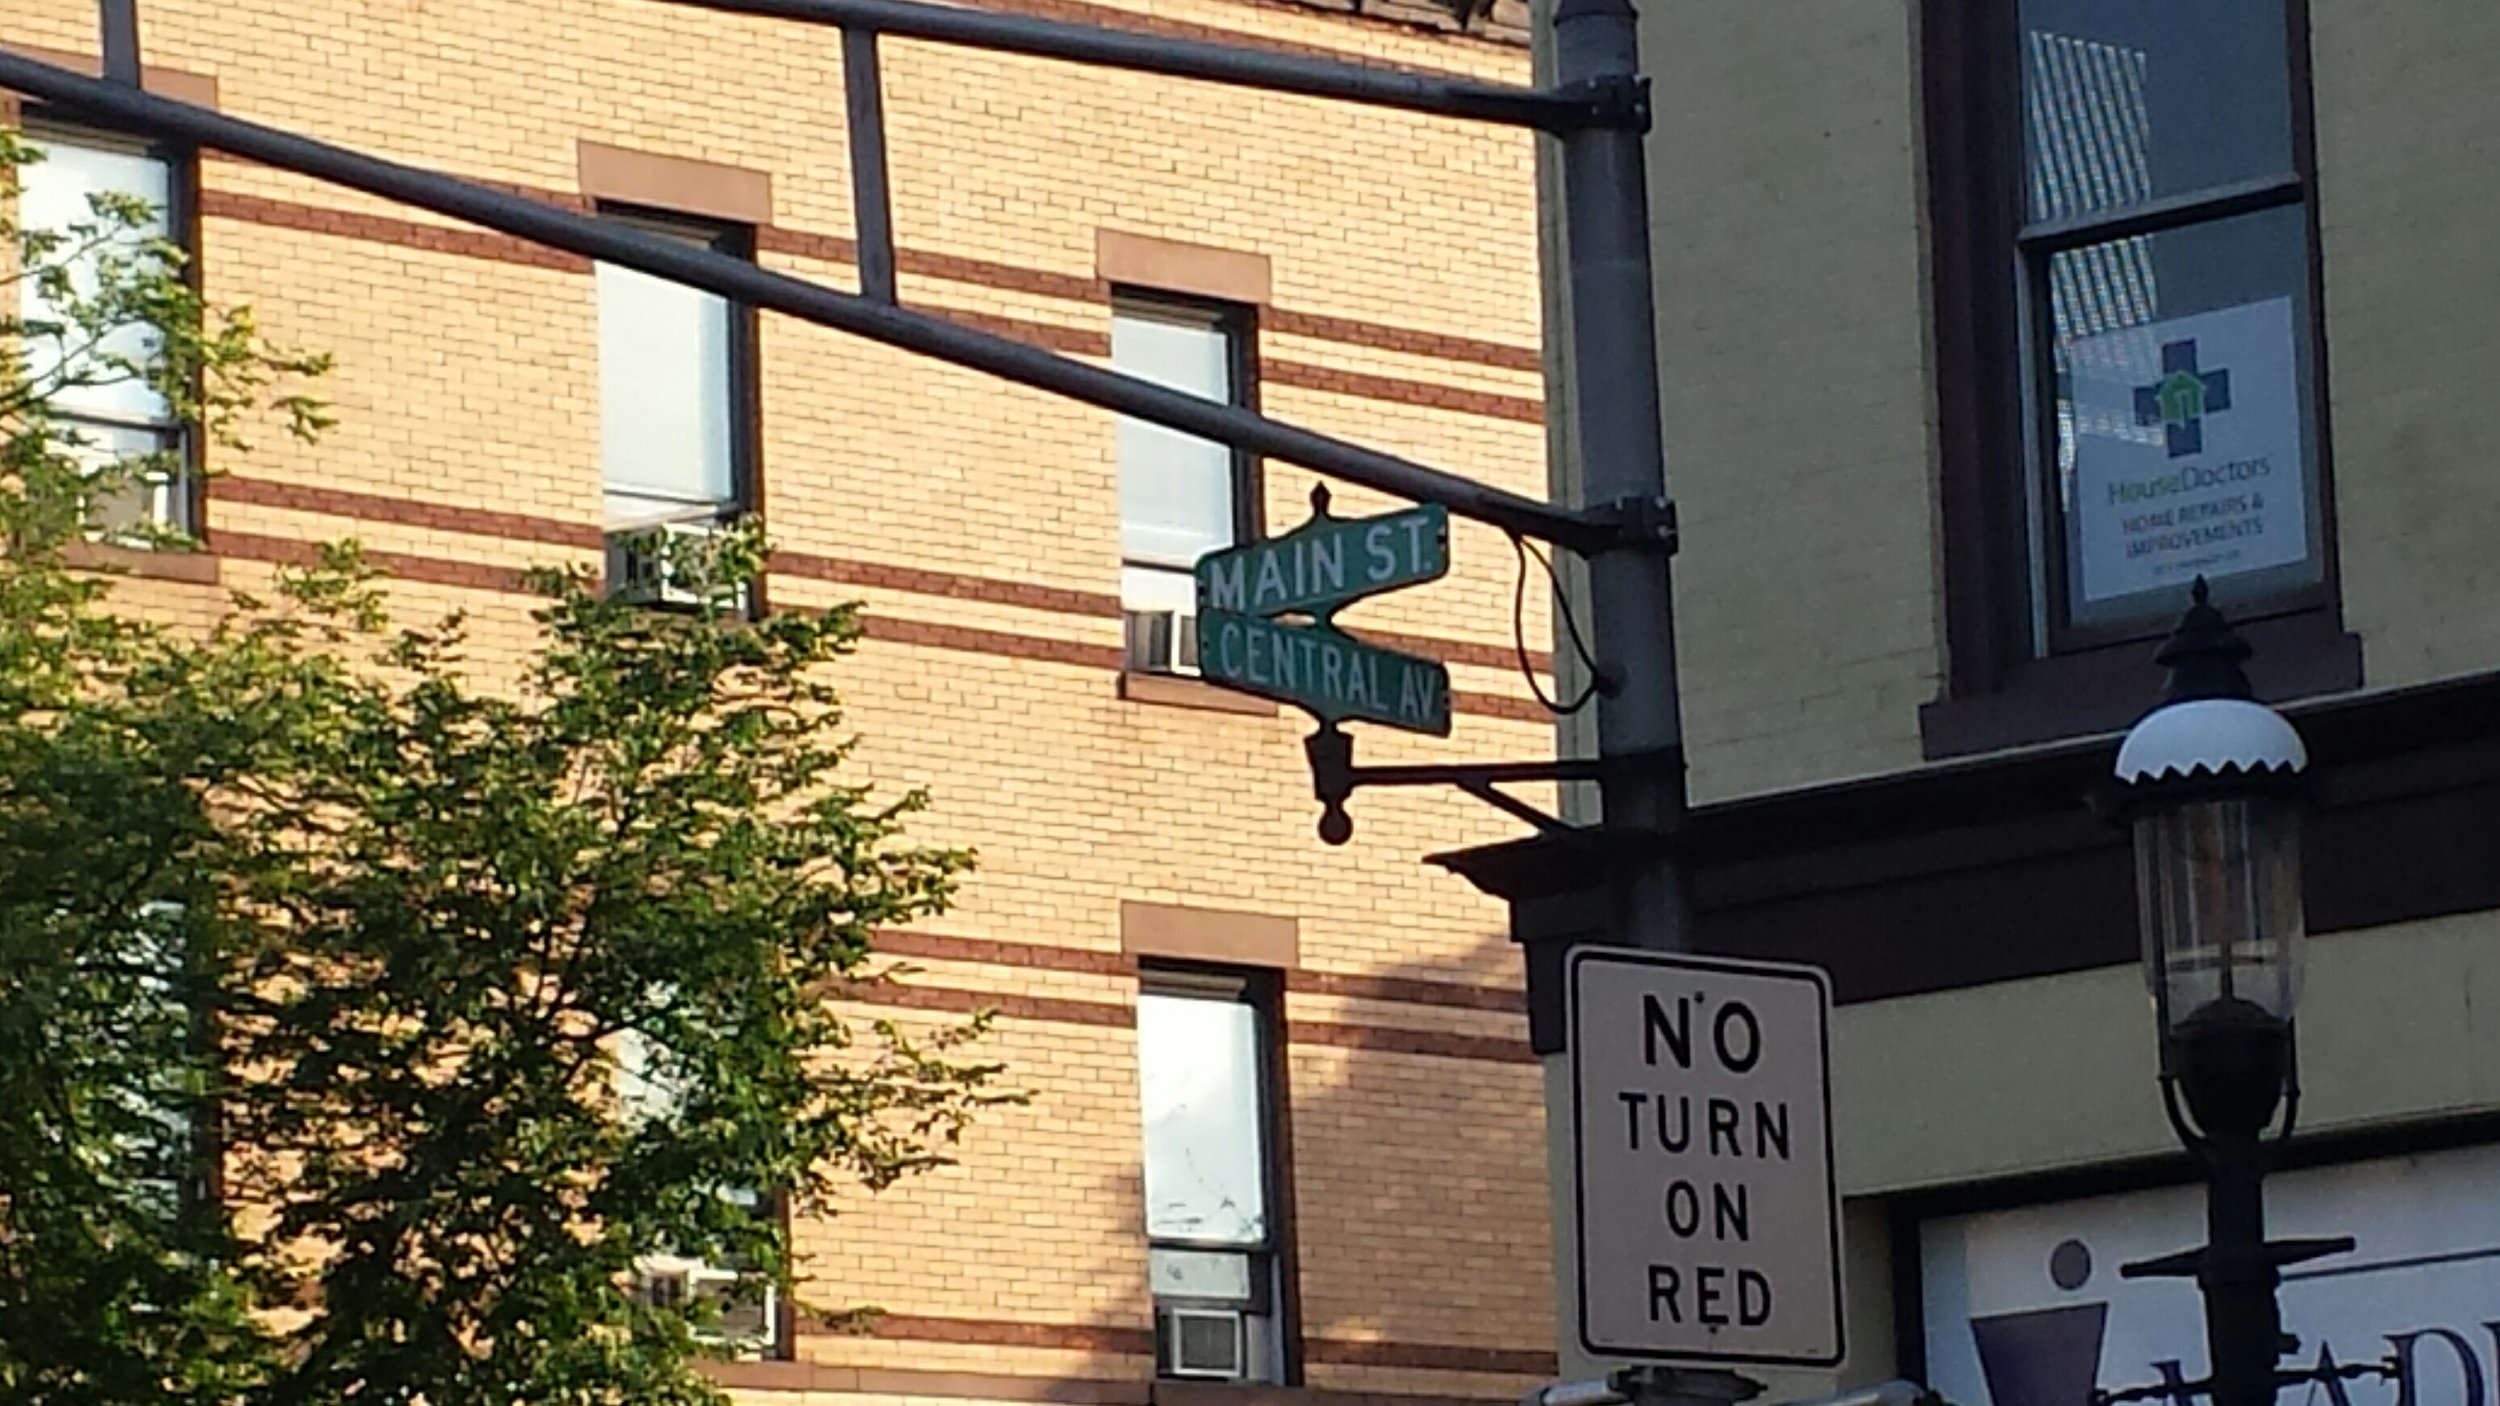 MAIN ST.
CENTRAL AV
HouseDoctors
HOME REPAIRS &
IMPROVEMENTS
NO
TURN
ON
RED